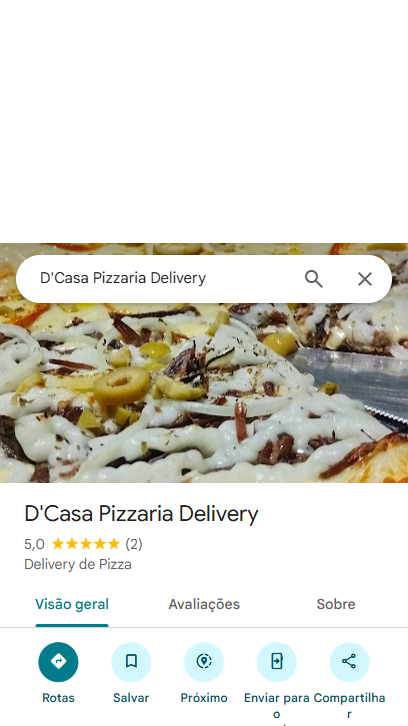 D'Casa Pizzaria Delivery
D'Casa Pizzaria Delivery
5,0 (2)
Delivery de Pizza
Visão geral Avaliações Sobre
Rotas Salvar Próximo Enviar para o Compartilhar